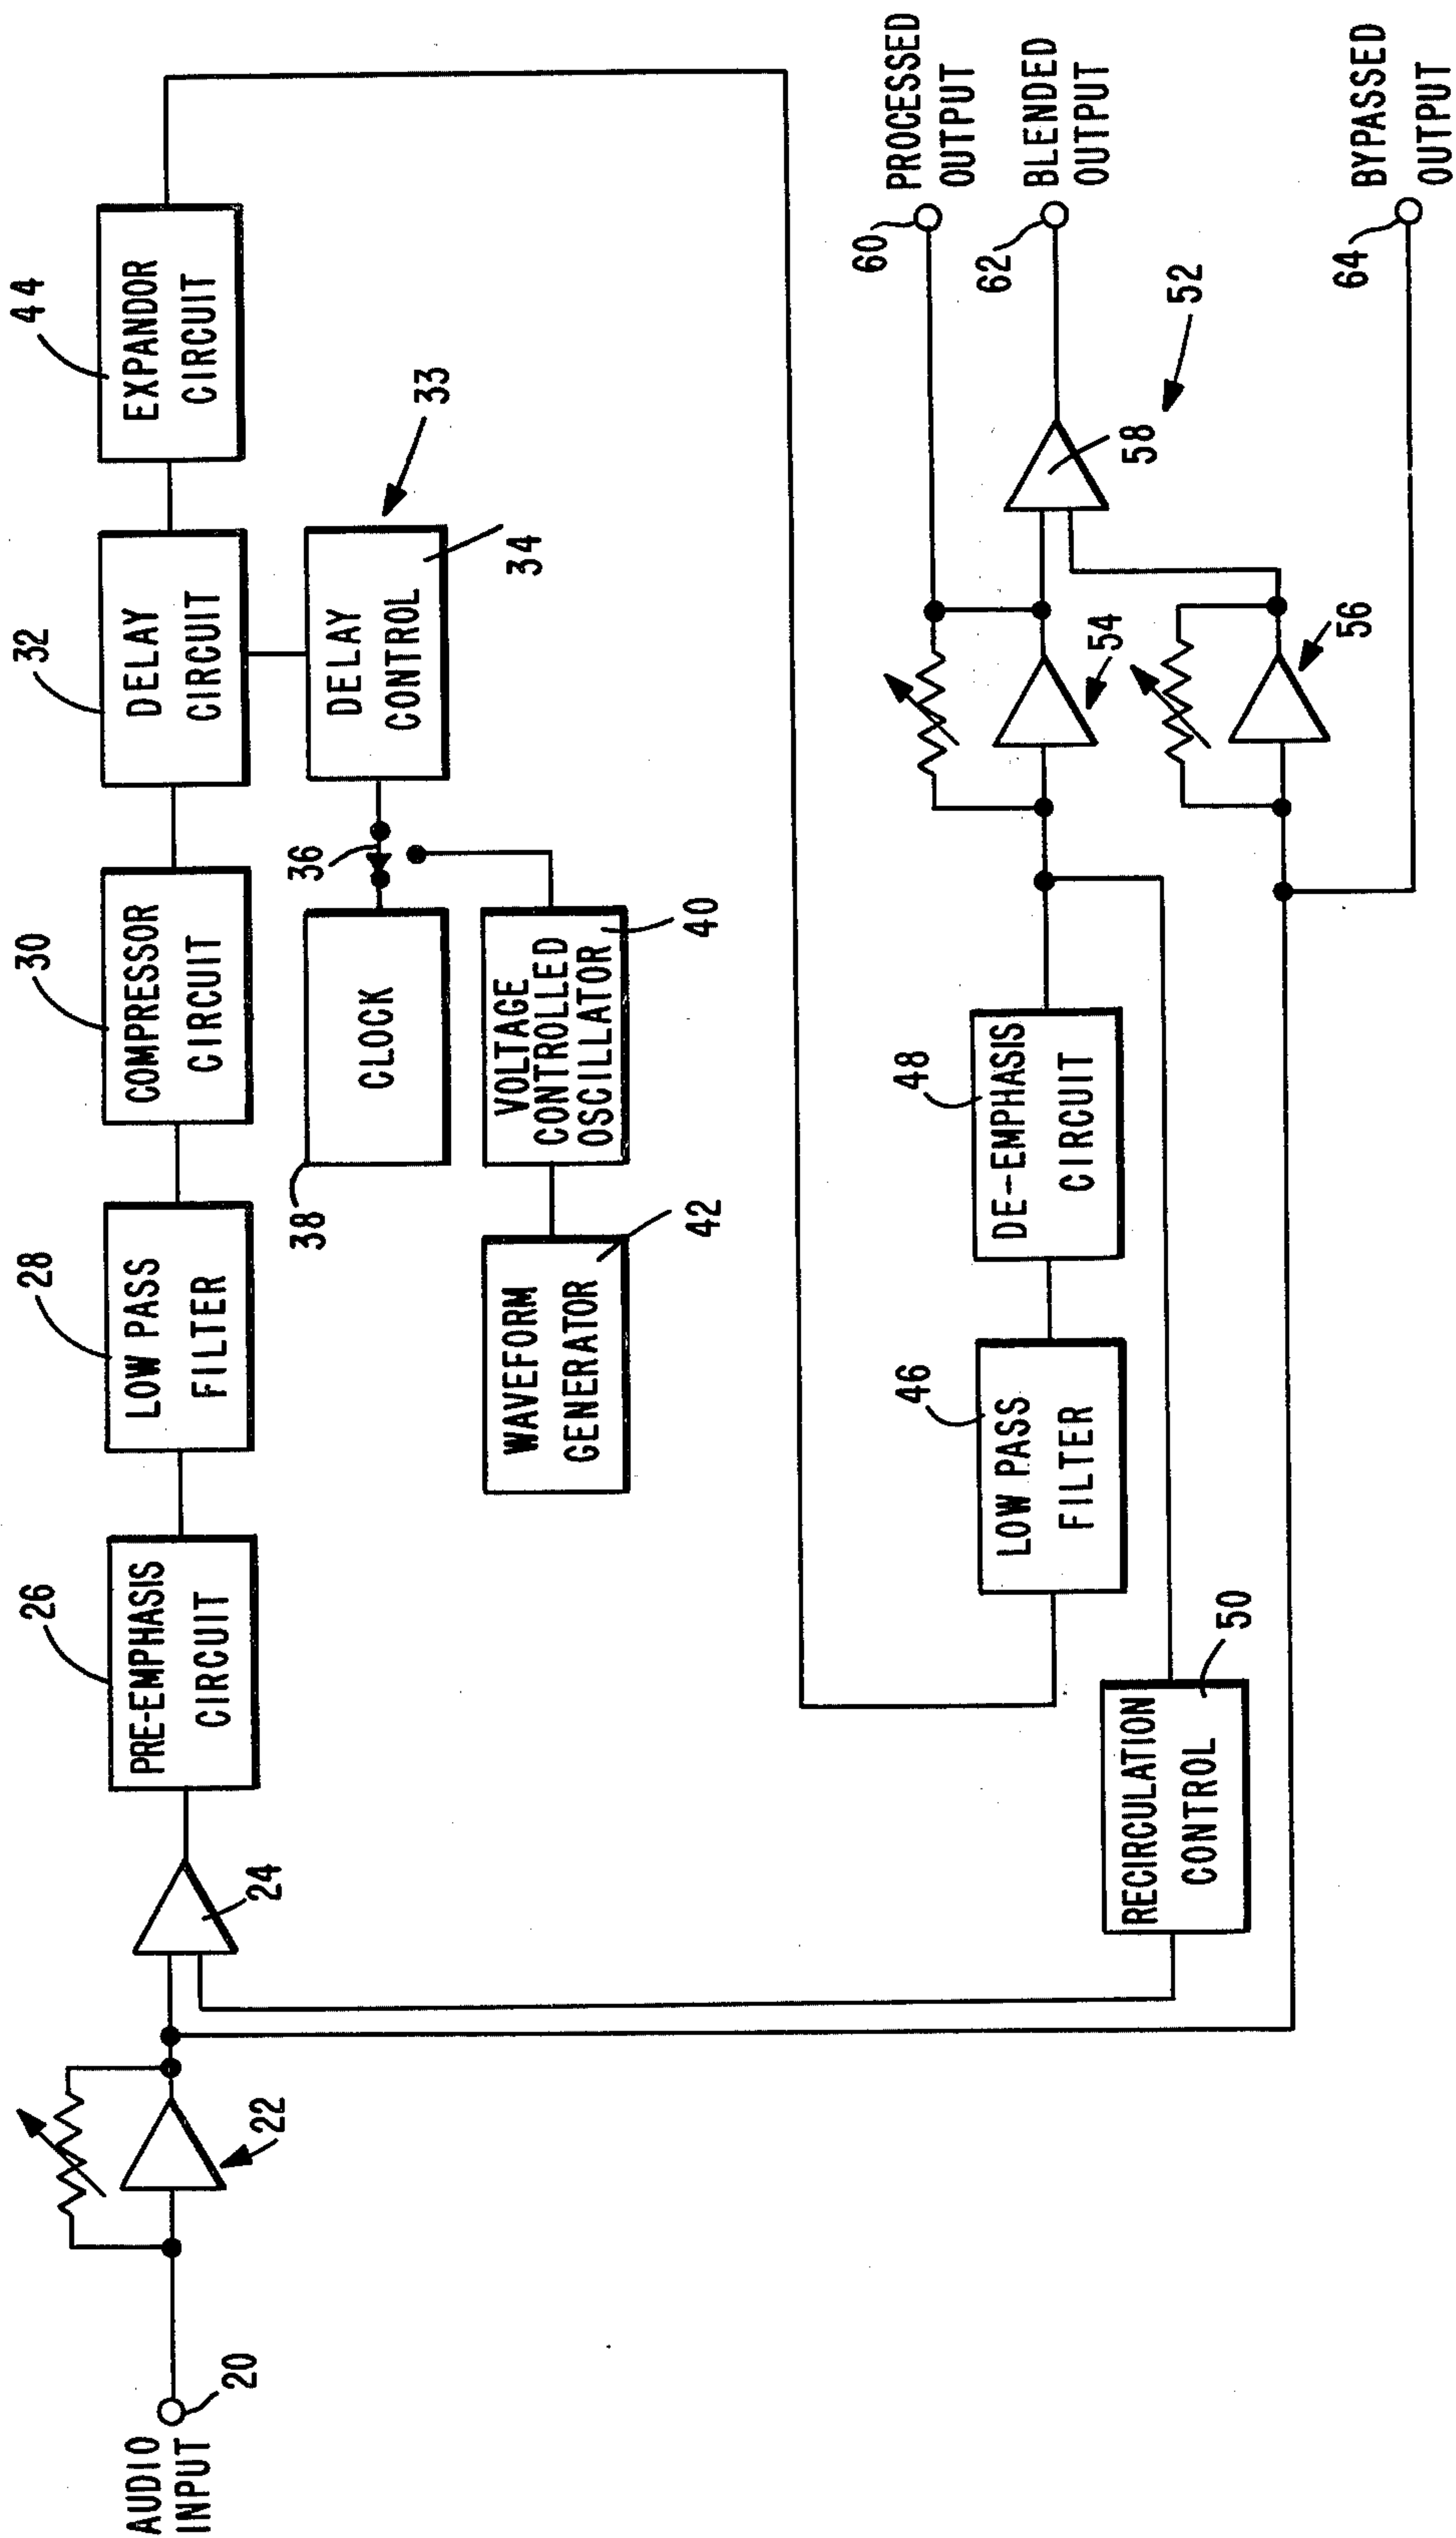 AUDIO
INPUT
20
22
24
26
PRE-EMPHASIS
CIRCUIT
28
LOW PASS
FILTER
30
COMPRESSOR
CIRCUIT
32
DELAY
CIRCUIT
44
EXPANDOR
CIRCUIT
33
DELAY
CONTROL
34
36
38
CLOCK
VOLTAGE
CONTROLLED
OSCILLATOR
40
WAVEFORM
GENERATOR
42
46
LOW PASS
FILTER
48
DE-EMPHASIS
CIRCUIT
RECIRCULATION
CONTROL
50
54
56
58
52
60
PROCESSED
OUTPUT
62
BLENDED
OUTPUT
64
BYPASSED
OUTPUT